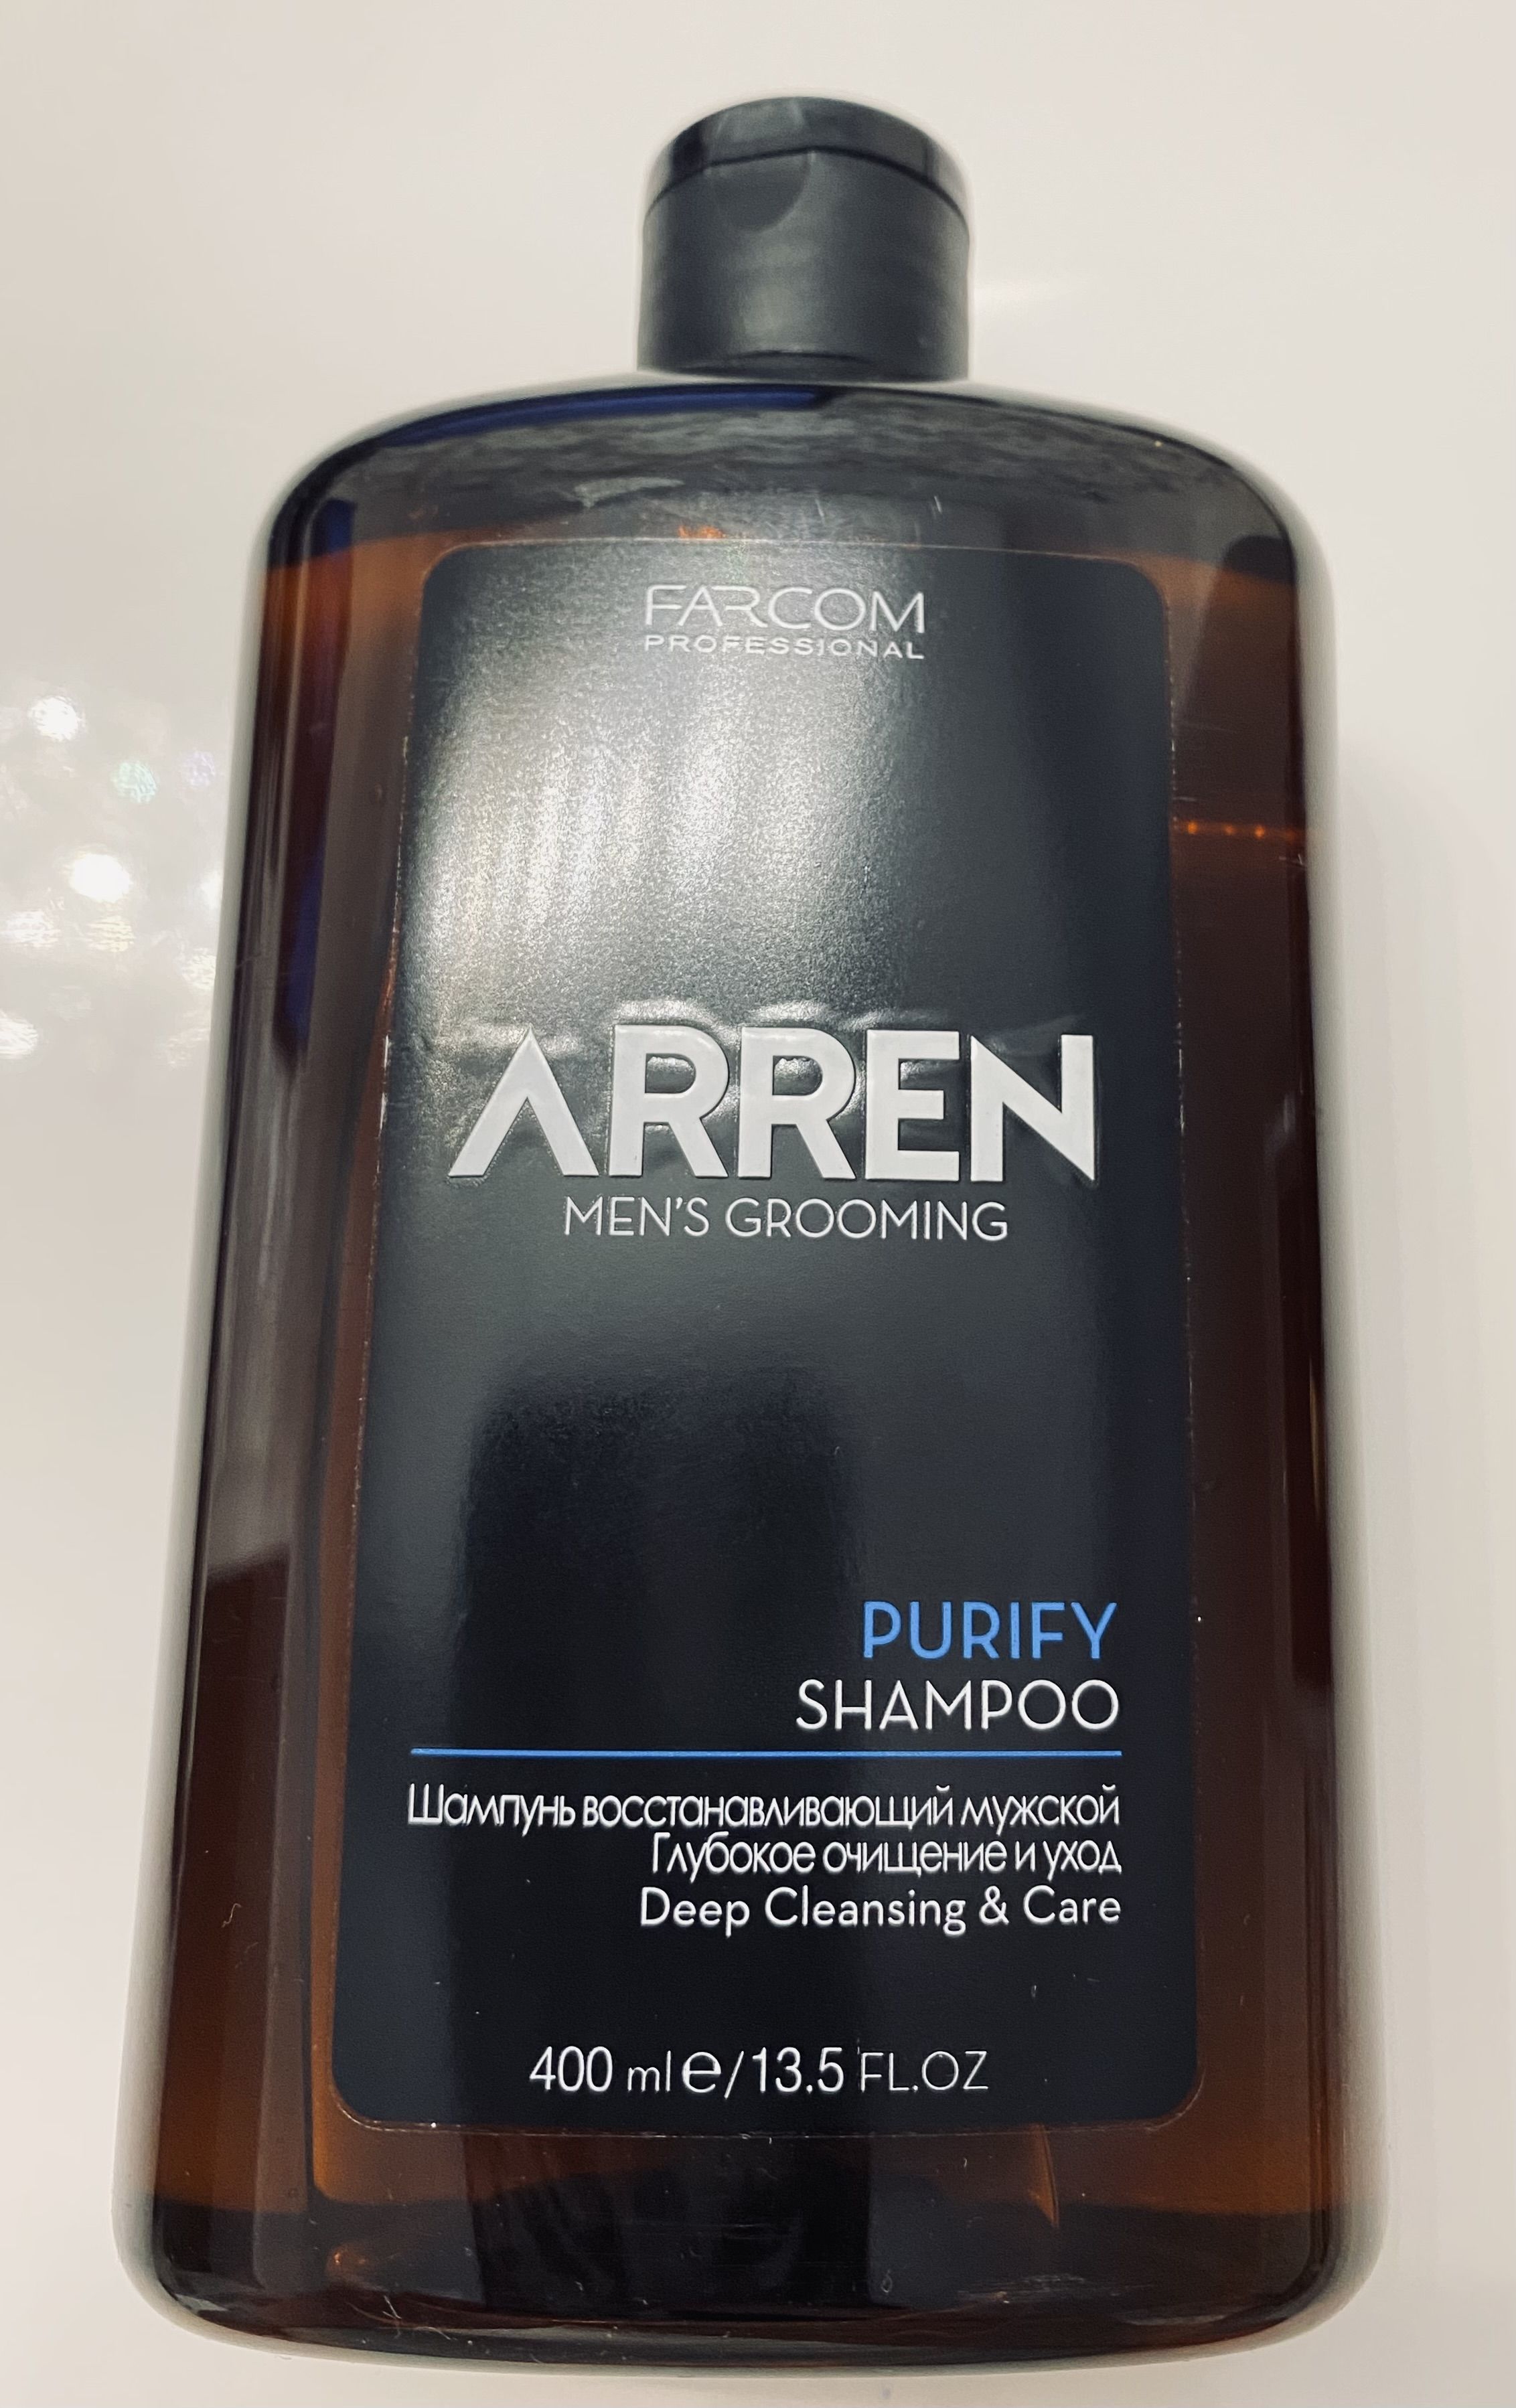 FARCOM
PROFESSIONAL
ARREN
MEN'S GROOMING
PURIFY
SHAMPOO
Шампунь восстанавливающий мужской
Глубокое очищение и уход
Deep Cleansing & Care
400 ml e / 13.5 FL.OZ